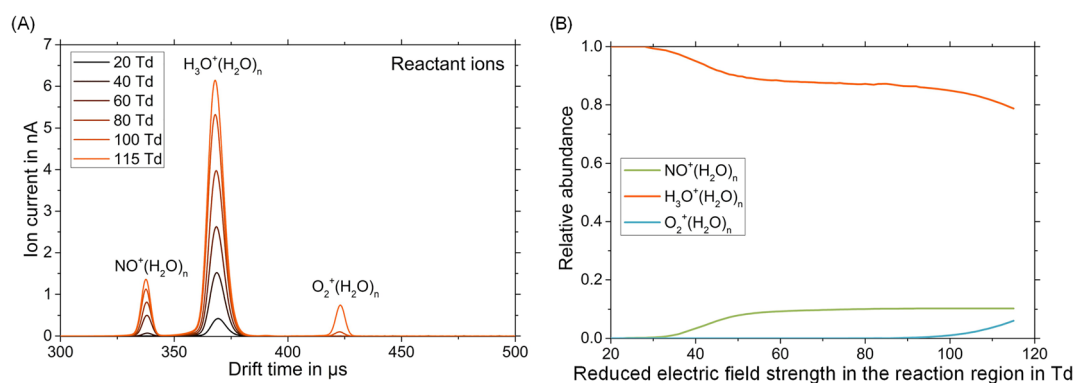 (A)
7
6
5
4
3
2
1
0
Ion current in nA
20 Td
40 Td
60 Td
80 Td
100 Td
115 Td
H₃O⁺(H₂O)ₙ
Reactant ions
NO⁺(H₂O)ₙ
O₂⁺(H₂O)ₙ
300 350 400 450 500
Drift time in µs
(B)
1.0
0.8
0.6
0.4
0.2
0.0
Relative abundance
NO⁺(H₂O)ₙ
H₃O⁺(H₂O)ₙ
O₂⁺(H₂O)ₙ
20 40 60 80 100 120
Reduced electric field strength in the reaction region in Td